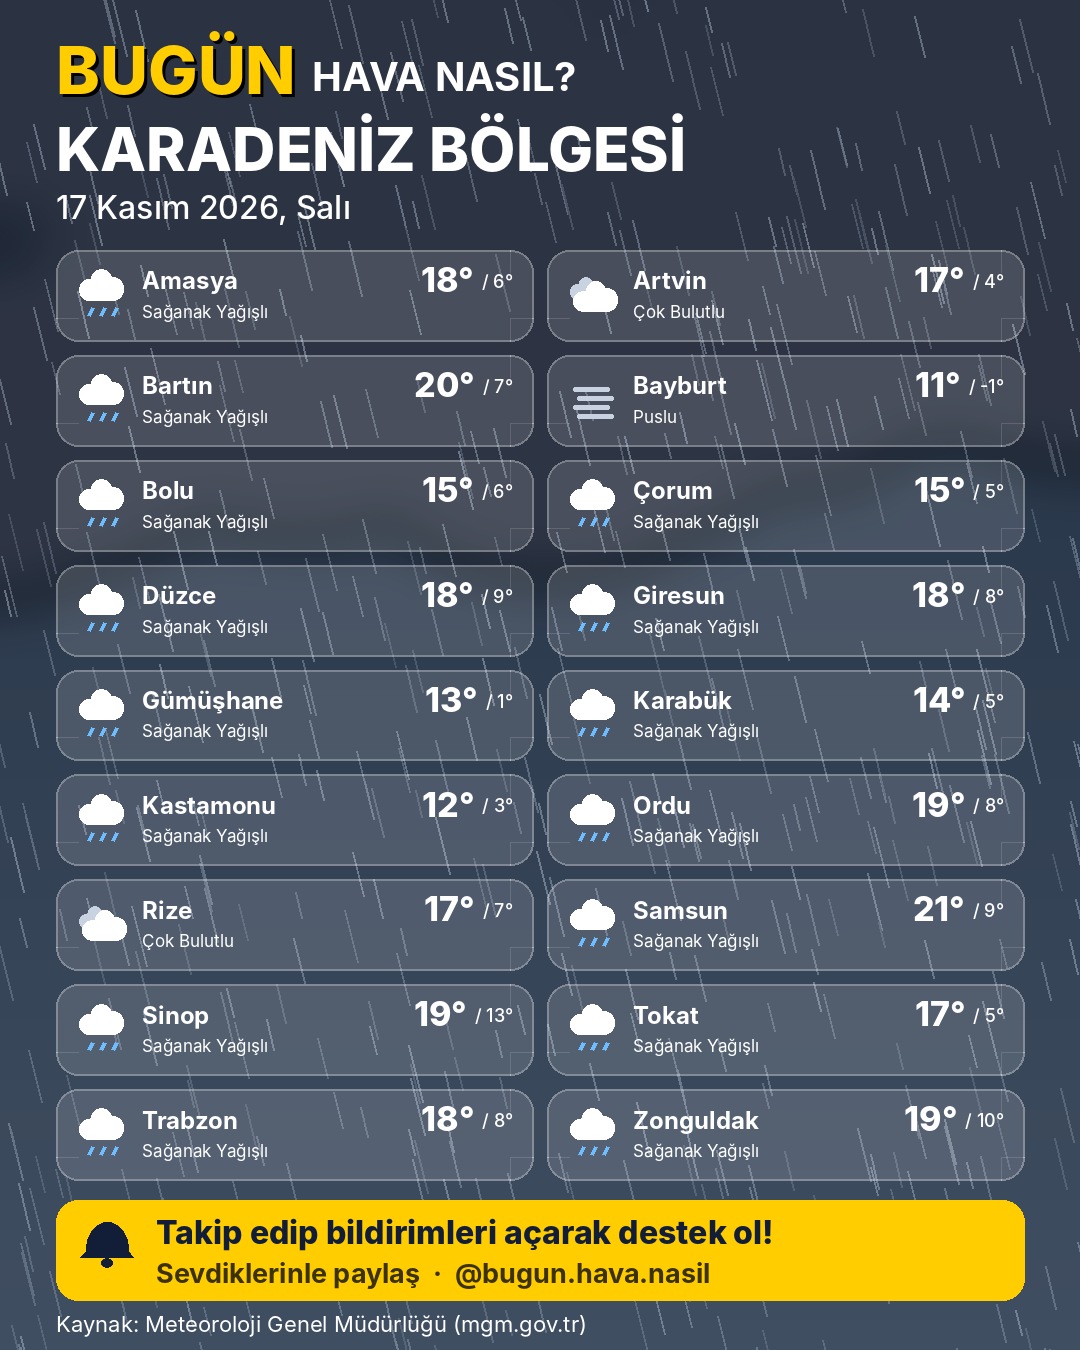 BUGÜN HAVA NASIL?
KARADENİZ BÖLGESİ
17 Kasım 2026, Salı
Amasya 18° / 6°
Sağanak Yağışlı
Artvin 17° / 4°
Çok Bulutlu
Bartın 20° / 7°
Sağanak Yağışlı
Bayburt 11° / -1°
Puslu
Bolu 15° / 6°
Sağanak Yağışlı
Çorum 15° / 5°
Sağanak Yağışlı
Düzce 18° / 9°
Sağanak Yağışlı
Giresun 18° / 8°
Sağanak Yağışlı
Gümüşhane 13° / 1°
Sağanak Yağışlı
Karabük 14° / 5°
Sağanak Yağışlı
Kastamonu 12° / 3°
Sağanak Yağışlı
Ordu 19° / 8°
Sağanak Yağışlı
Rize 17° / 7°
Çok Bulutlu
Samsun 21° / 9°
Sağanak Yağışlı
Sinop 19° / 13°
Sağanak Yağışlı
Tokat 17° / 5°
Sağanak Yağışlı
Trabzon 18° / 8°
Sağanak Yağışlı
Zonguldak 19° / 10°
Sağanak Yağışlı
Takip edip bildirimleri açarak destek ol!
Sevdiklerinle paylaş · @bugun.hava.nasil
Kaynak: Meteoroloji Genel Müdürlüğü (mgm.gov.tr)